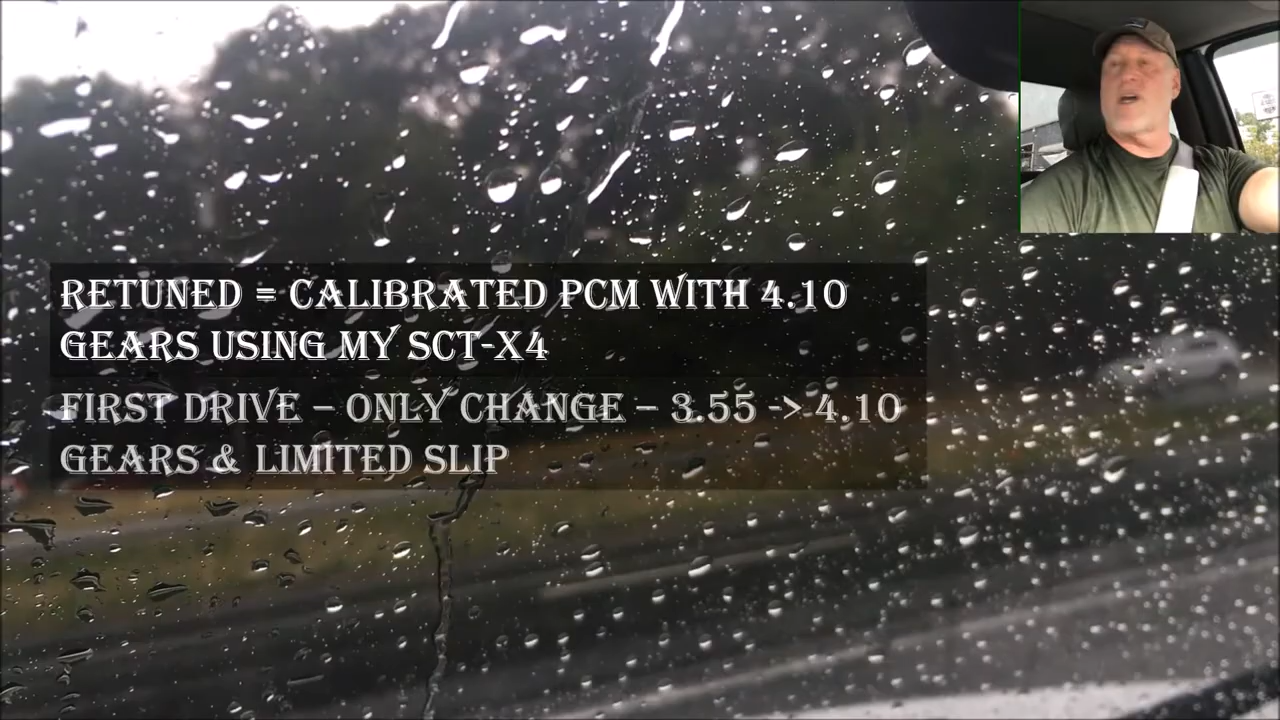 RETUNED = CALIBRATED PCM WITH 4.10
GEARS USING MY SCT-X4
FIRST DRIVE – ONLY CHANGE – 3.55 -> 4.10
GEARS & LIMITED SLIP